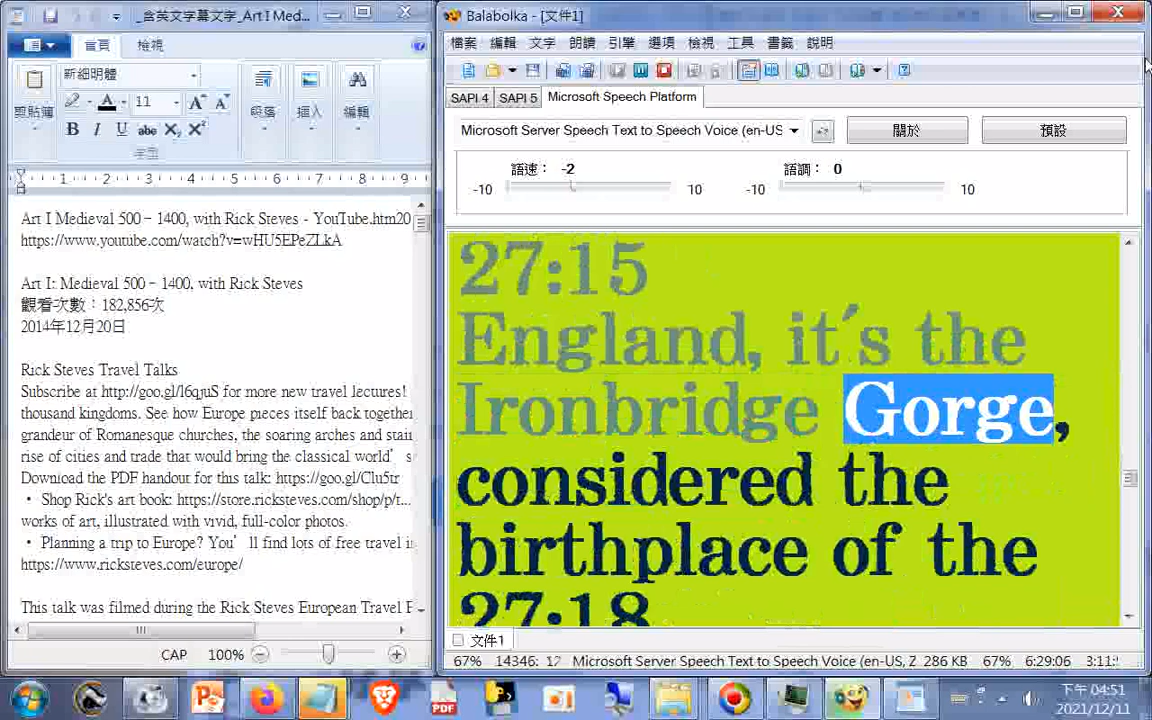 _含英文字幕文字_Art I Med...
首頁
檢視
新細明體
11
剪貼簿
段落
插入
編輯
B I U abc X₂ X²
字型
1 2 3 4 5 6 7 8 9
Art I Medieval 500–1400, with Rick Steves - YouTube.htm20
https://www.youtube.com/watch?v=wHU5EPeZLkA
Art I: Medieval 500–1400, with Rick Steves
觀看次數：182,856次
2014年12月20日
Rick Steves Travel Talks
Subscribe at http://goo.gl/l6qjuS for more new travel lectures!
thousand kingdoms. See how Europe pieces itself back together
grandeur of Romanesque churches, the soaring arches and stain
rise of cities and trade that would bring the classical world's
Download the PDF handout for this talk: https://goo.gl/Clu5tr
• Shop Rick's art book: https://store.ricksteves.com/shop/p/t...
works of art, illustrated with vivid, full-color photos.
• Planning a trip to Europe? You'll find lots of free travel i
https://www.ricksteves.com/europe/
This talk was filmed during the Rick Steves European Travel F
CAP 100%
Balabolka - [文件1]
檔案 編輯 文字 朗讀 引擎 選項 檢視 工具 書籤 說明
SAPI 4 SAPI 5 Microsoft Speech Platform
Microsoft Server Speech Text to Speech Voice (en-US
關於
預設
語速： -2
語調： 0
-10 10 -10 10
27:15
England, it's the
Ironbridge Gorge,
considered the
birthplace of the
27:18
文件1
67% 14346: 12 Microsoft Server Speech Text to Speech Voice (en-US, Z 286 KB 67% 6:29:06 3:11:
PDF
下午 04:51
2021/12/11